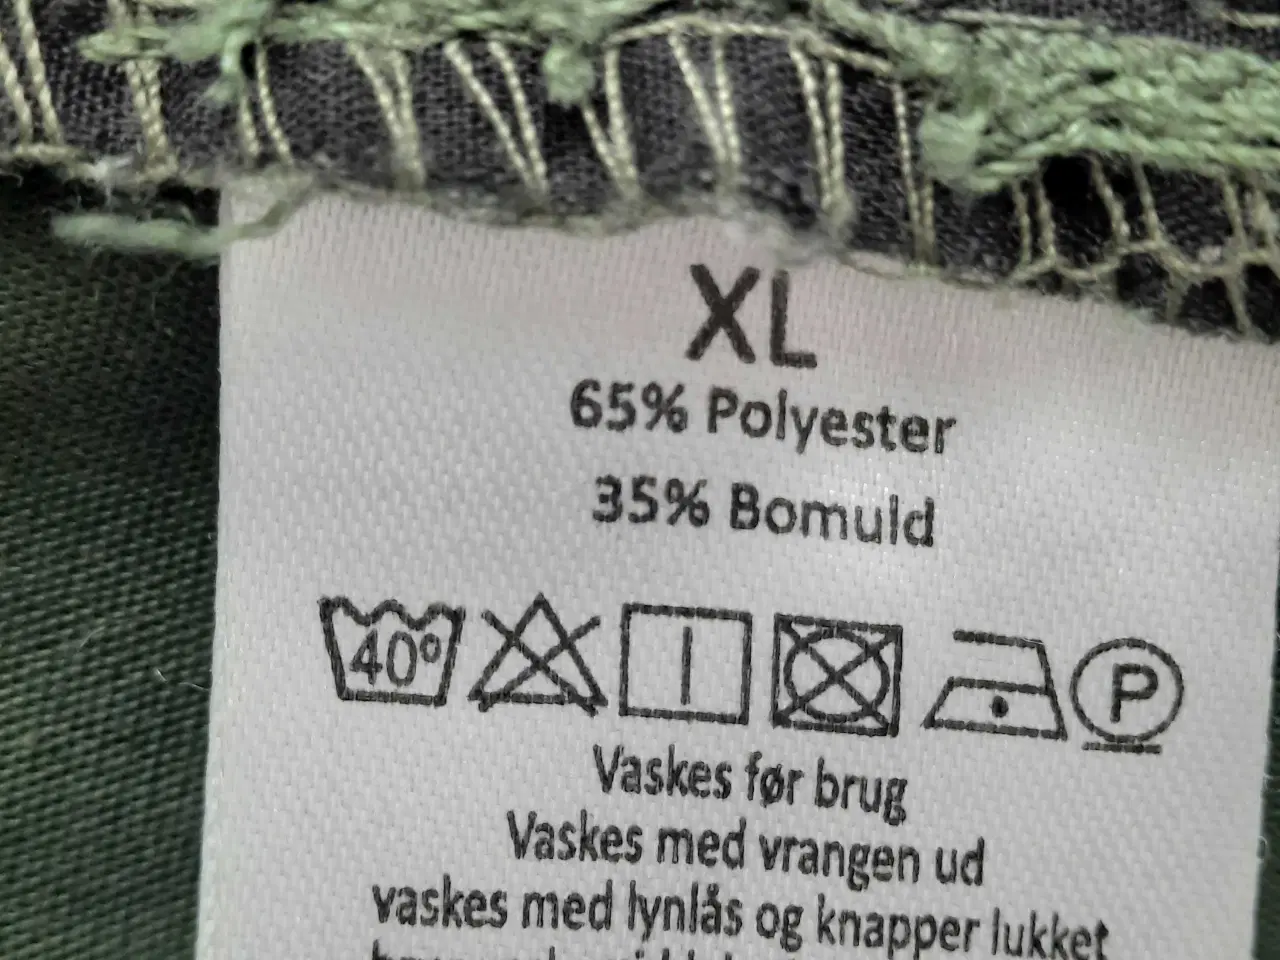 XL
65% Polyester
35% Bomuld
40° P
Vaskes før brug
Vaskes med vrangen ud
vaskes med lynlås og knapper lukket